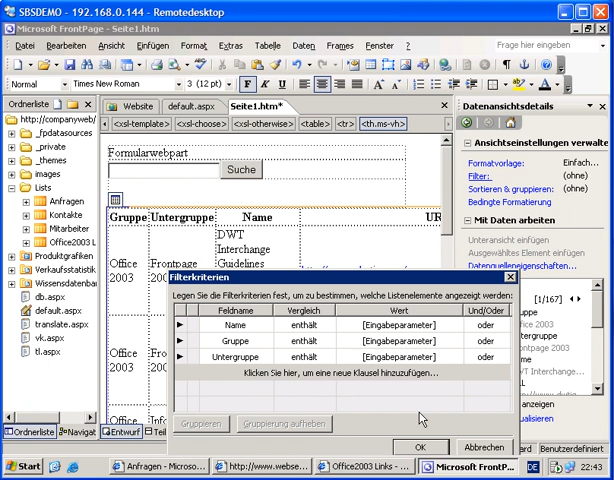 SBSDEMO - 192.168.0.144 - Remotedesktop
Microsoft FrontPage - Seite1.htm
Datei Bearbeiten Ansicht Einfügen Format Extras Tabelle Daten Frames Fenster ? Frage hier eingeben
Normal Times New Roman 3 (12 pt) F K U
Ordnerliste
Website default.aspx Seite1.htm*
Datenansichtsdetails
http://companyweb/
<xsl-template> <xsl-choose> <xsl-otherwise> <table> <tr> <th.ms-vh>
_fpdatasources
_private
_themes
images
Lists
Anfragen
Kontakte
Mitarbeiter
Office2003 L
Produktgrafiken
Verkaufsstatistik
Wissensdatenban
db.aspx
default.aspx
translate.aspx
vk.aspx
tl.aspx
Formularwebpart
Suche
Gruppe Untergruppe Name UR
Office 2003
Frontpage 2003
DWT Interchange Guidelines
Office 2003
Office
Ansichtseinstellungen verwalte
Formatvorlage: Einfach...
Filter: (ohne)
Sortieren & gruppieren: (ohne)
Bedingte Formatierung
Mit Daten arbeiten
Unteransicht einfügen
Ausgewähltes Element einfügen
Datenquelleneigenschaften...
[1/167]
Filterkriterien
Legen Sie die Filterkriterien fest, um zu bestimmen, welche Listenelemente angezeigt werden:
Feldname Vergleich Wert Und/Oder
Name enthält [Eingabeparameter] oder
Gruppe enthält [Eingabeparameter] oder
Untergruppe enthält [Eingabeparameter] oder
Klicken Sie hier, um eine neue Klausel hinzuzufügen...
Gruppieren Gruppierung aufheben
OK Abbrechen
Ordnerliste Navigat Entwurf Teil Benutzerdefiniert
Start Anfragen - Microso... http://www.webse... Office2003 Links - ... Microsoft FrontP... DE 22:43